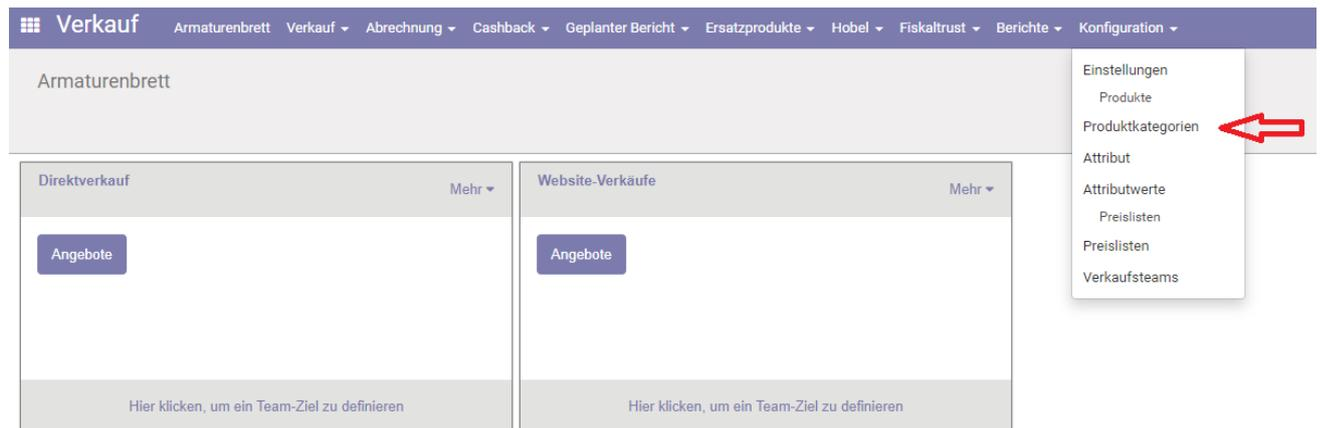 Verkauf Armaturenbrett Verkauf Abrechnung Cashback Geplanter Bericht Ersatzprodukte Hobel Fiskaltrust Berichte Konfiguration
Armaturenbrett
Einstellungen
Produkte
Produktkategorien
Attribut
Attributwerte
Preislisten
Preislisten
Verkaufsteams
Direktverkauf Mehr
Angebote
Hier klicken, um ein Team-Ziel zu definieren
Website-Verkäufe Mehr
Angebote
Hier klicken, um ein Team-Ziel zu definieren